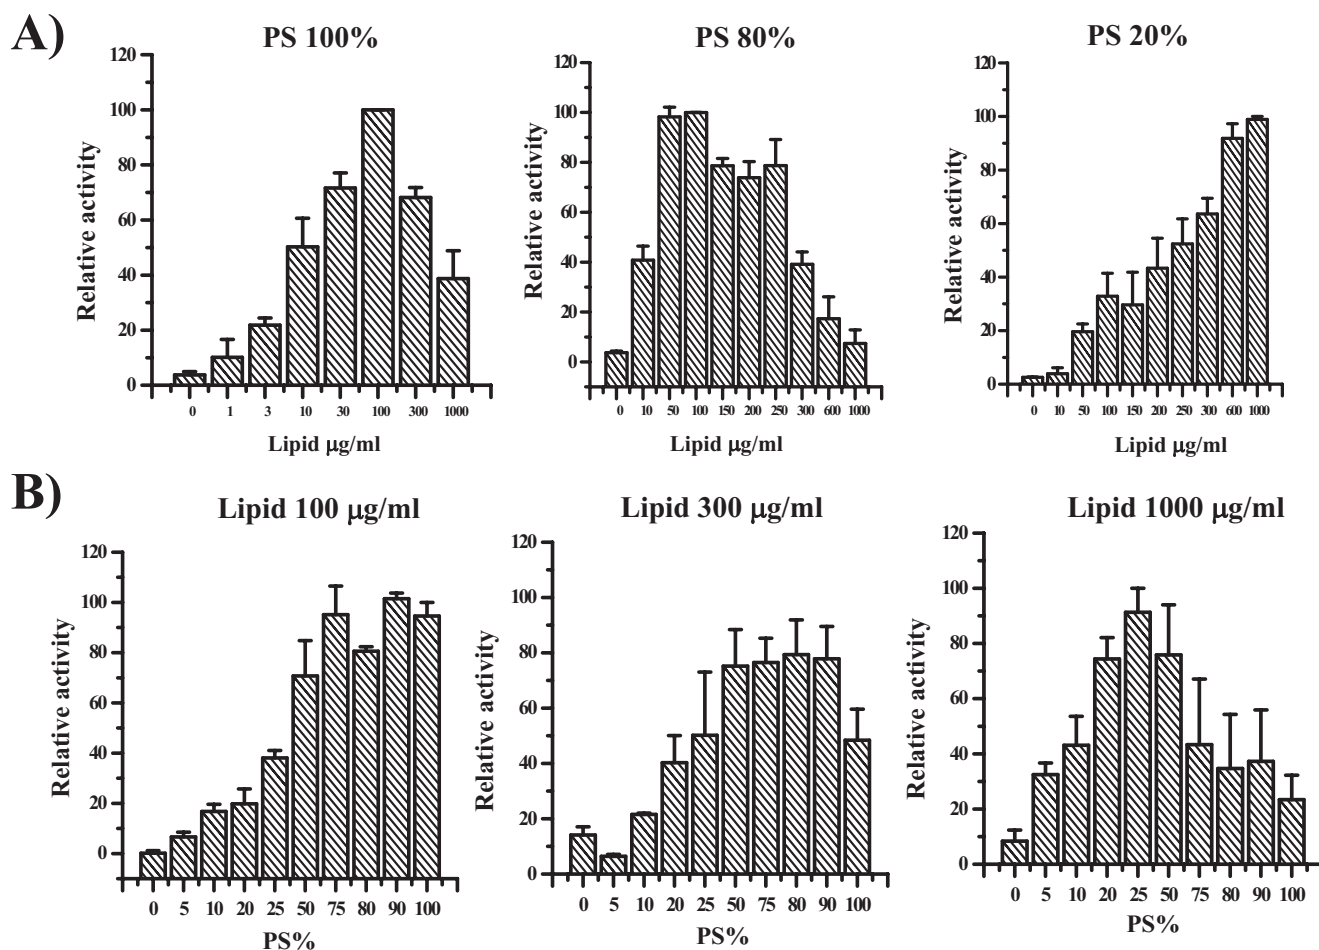 A)
PS 100%
PS 80%
PS 20%
120
100
80
60
40
20
0
Relative activity
0 1 3 10 30 100 300 1000
Lipid μg/ml
120
100
80
60
40
20
0
Relative activity
0 10 50 100 150 200 250 300 600 1000
Lipid μg/ml
120
100
80
60
40
20
0
Relative activity
0 10 50 100 150 200 250 300 600 1000
Lipid μg/ml
B)
Lipid 100 μg/ml
Lipid 300 μg/ml
Lipid 1000 μg/ml
120
100
80
60
40
20
0
Relative activity
0 5 10 20 25 50 75 80 90 100
PS%
120
100
80
60
40
20
0
Relative activity
0 5 10 20 25 50 75 80 90 100
PS%
120
100
80
60
40
20
0
Relative activity
0 5 10 20 25 50 75 80 90 100
PS%